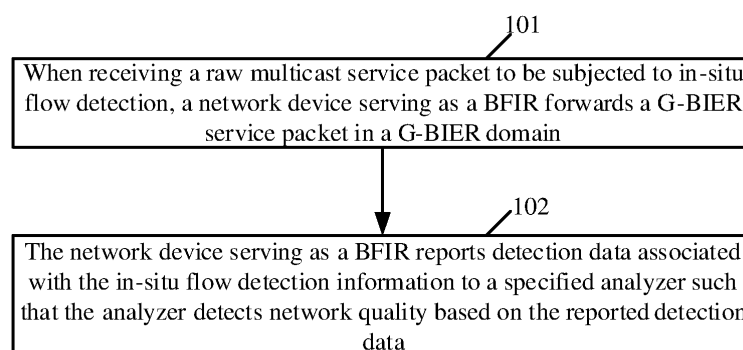 101
When receiving a raw multicast service packet to be subjected to in-situ
flow detection, a network device serving as a BFIR forwards a G-BIER
service packet in a G-BIER domain
102
The network device serving as a BFIR reports detection data associated
with the in-situ flow detection information to a specified analyzer such
that the analyzer detects network quality based on the reported detection
data